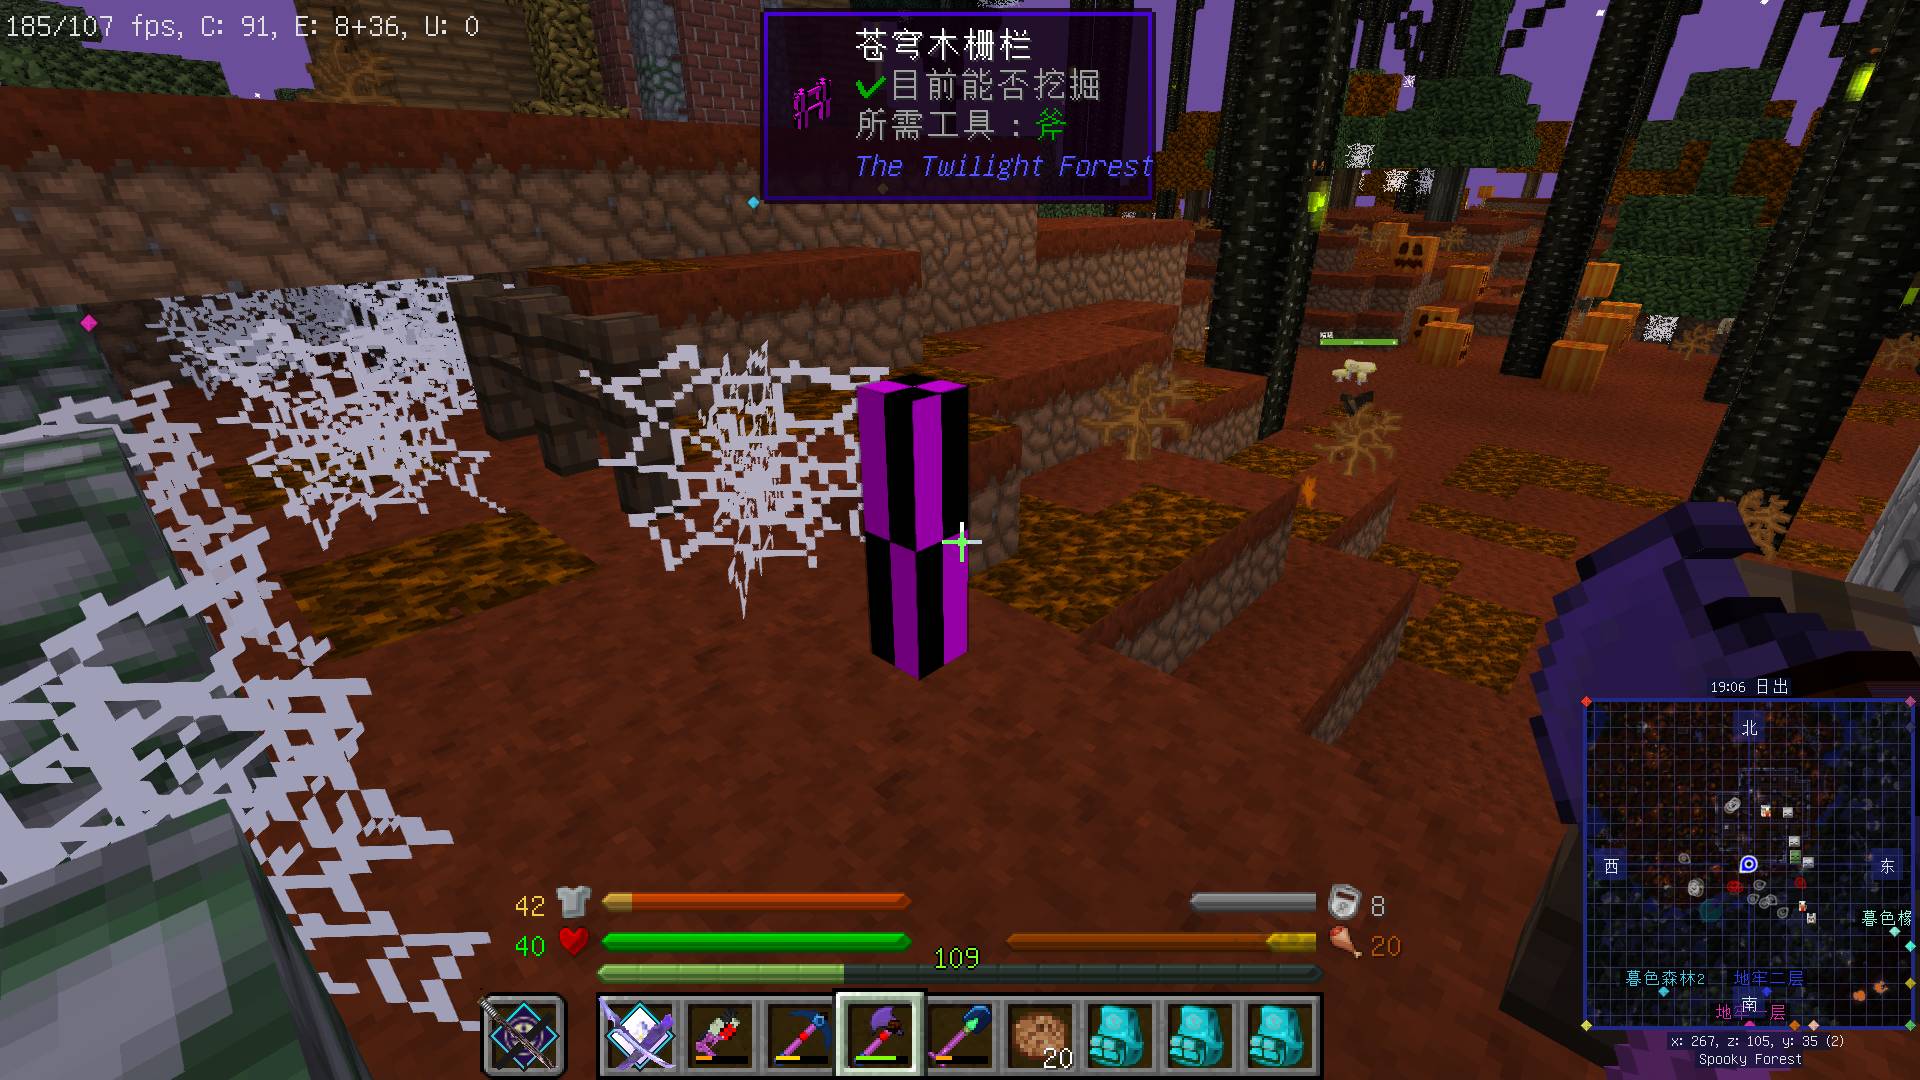 185/107 fps, C: 91, E: 8+36, U: 0
苍穹木栅栏
目前能否挖掘
所需工具：斧
The Twilight Forest
42
8
40
20
109
20
19:06 日出
北
西
东
暮色橡
暮色森林2
地牢二层
南
x: 267, z: 105, y: 35 (2)
Spooky Forest